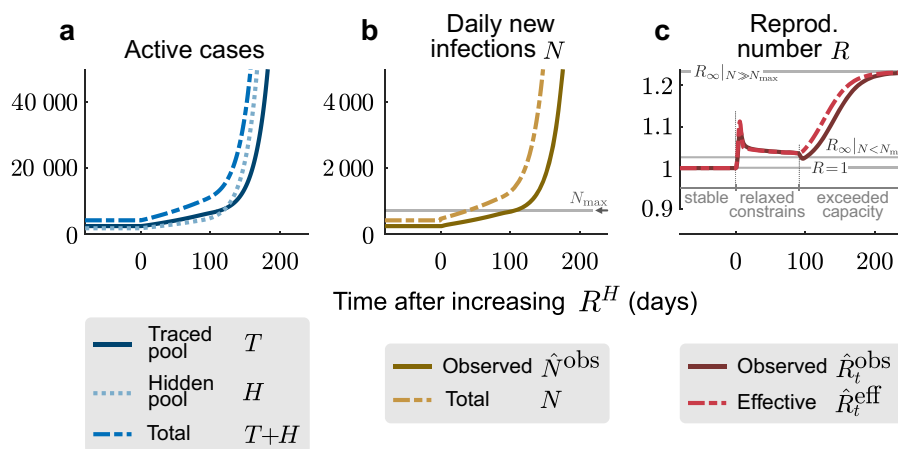 a
Active cases
40 000
20 000
0
0
100
200
b
Daily new
infections N
4 000
2 000
0
N_max
0
100
200
c
Reprod.
number R
1.2
1.1
1
0.9
R_∞|_{N≫N_max}
R_∞|_{N<N_m
R=1
stable
relaxed
constrains
exceeded
capacity
0
100
200
Time after increasing R^H (days)
Traced
pool T
Hidden
pool H
Total T+H
Observed N̂^obs
Total N
Observed R̂_t^obs
Effective R̂_t^eff